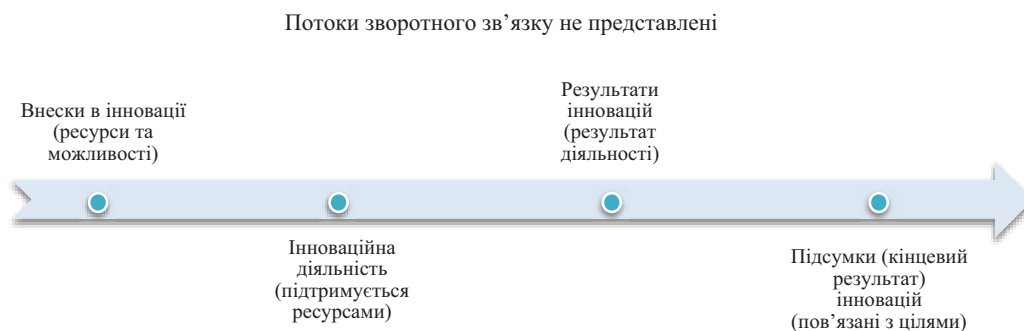 Потоки зворотного зв’язку не представлені
Внески в інновації
(ресурси та
можливості)
Інноваційна
діяльність
(підтримується
ресурсами)
Результати
інновацій
(результат
діяльності)
Підсумки (кінцевий
результат)
інновацій
(пов’язані з цілями)